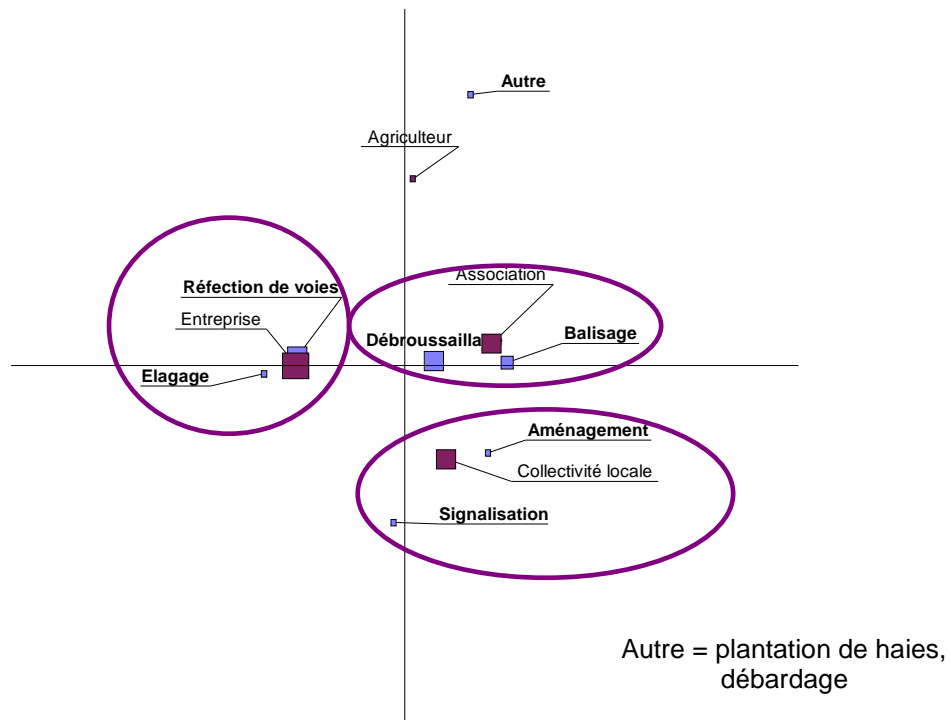 Autre
Agriculteur
Association
Réfection de voies
Entreprise
Débroussailla
Balisage
Elagage
Aménagement
Collectivité locale
Signalisation
Autre = plantation de haies,
débardage